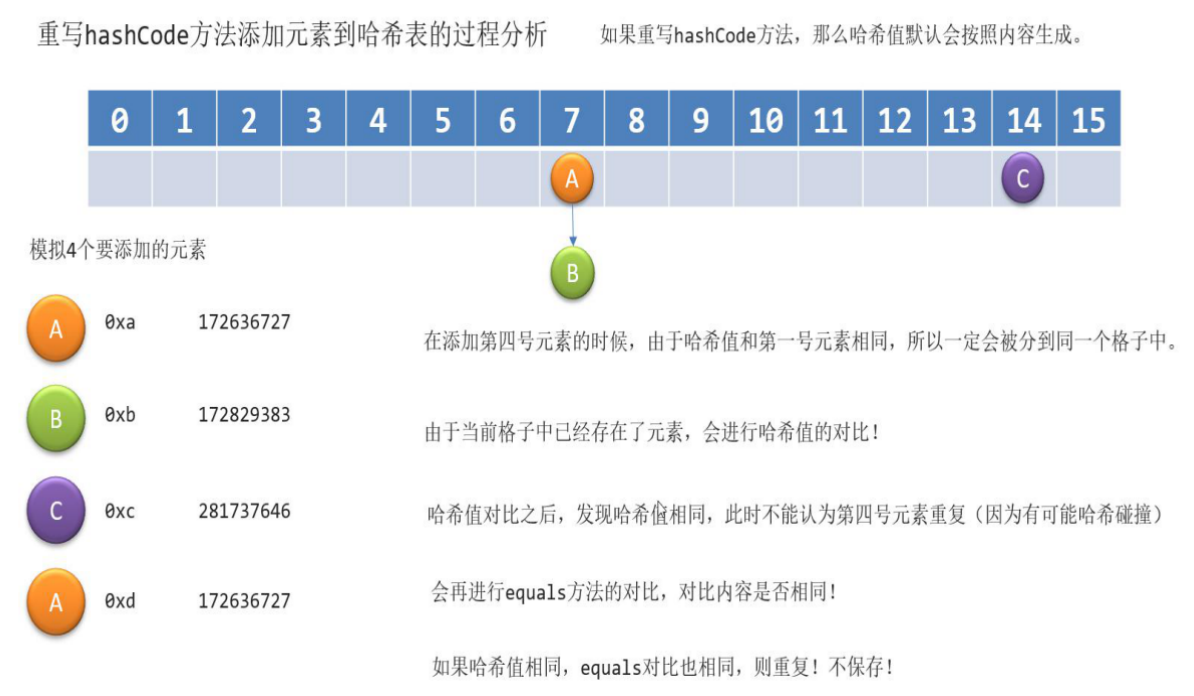 重写hashCode方法添加元素到哈希表的过程分析 如果重写hashCode方法，那么哈希值默认会按照内容生成。
0 1 2 3 4 5 6 7 8 9 10 11 12 13 14 15
A C
模拟4个要添加的元素
B
A 0xa 172636727
在添加第四号元素的时候，由于哈希值和第一号元素相同，所以一定会被分到同一个格子中。
B 0xb 172829383
由于当前格子中已经存在了元素，会进行哈希值的对比！
C 0xc 281737646
哈希值对比之后，发现哈希值相同，此时不能认为第四号元素重复（因为有可能哈希碰撞）
A 0xd 172636727
会再进行equals方法的对比，对比内容是否相同！
如果哈希值相同，equals对比也相同，则重复！不保存！